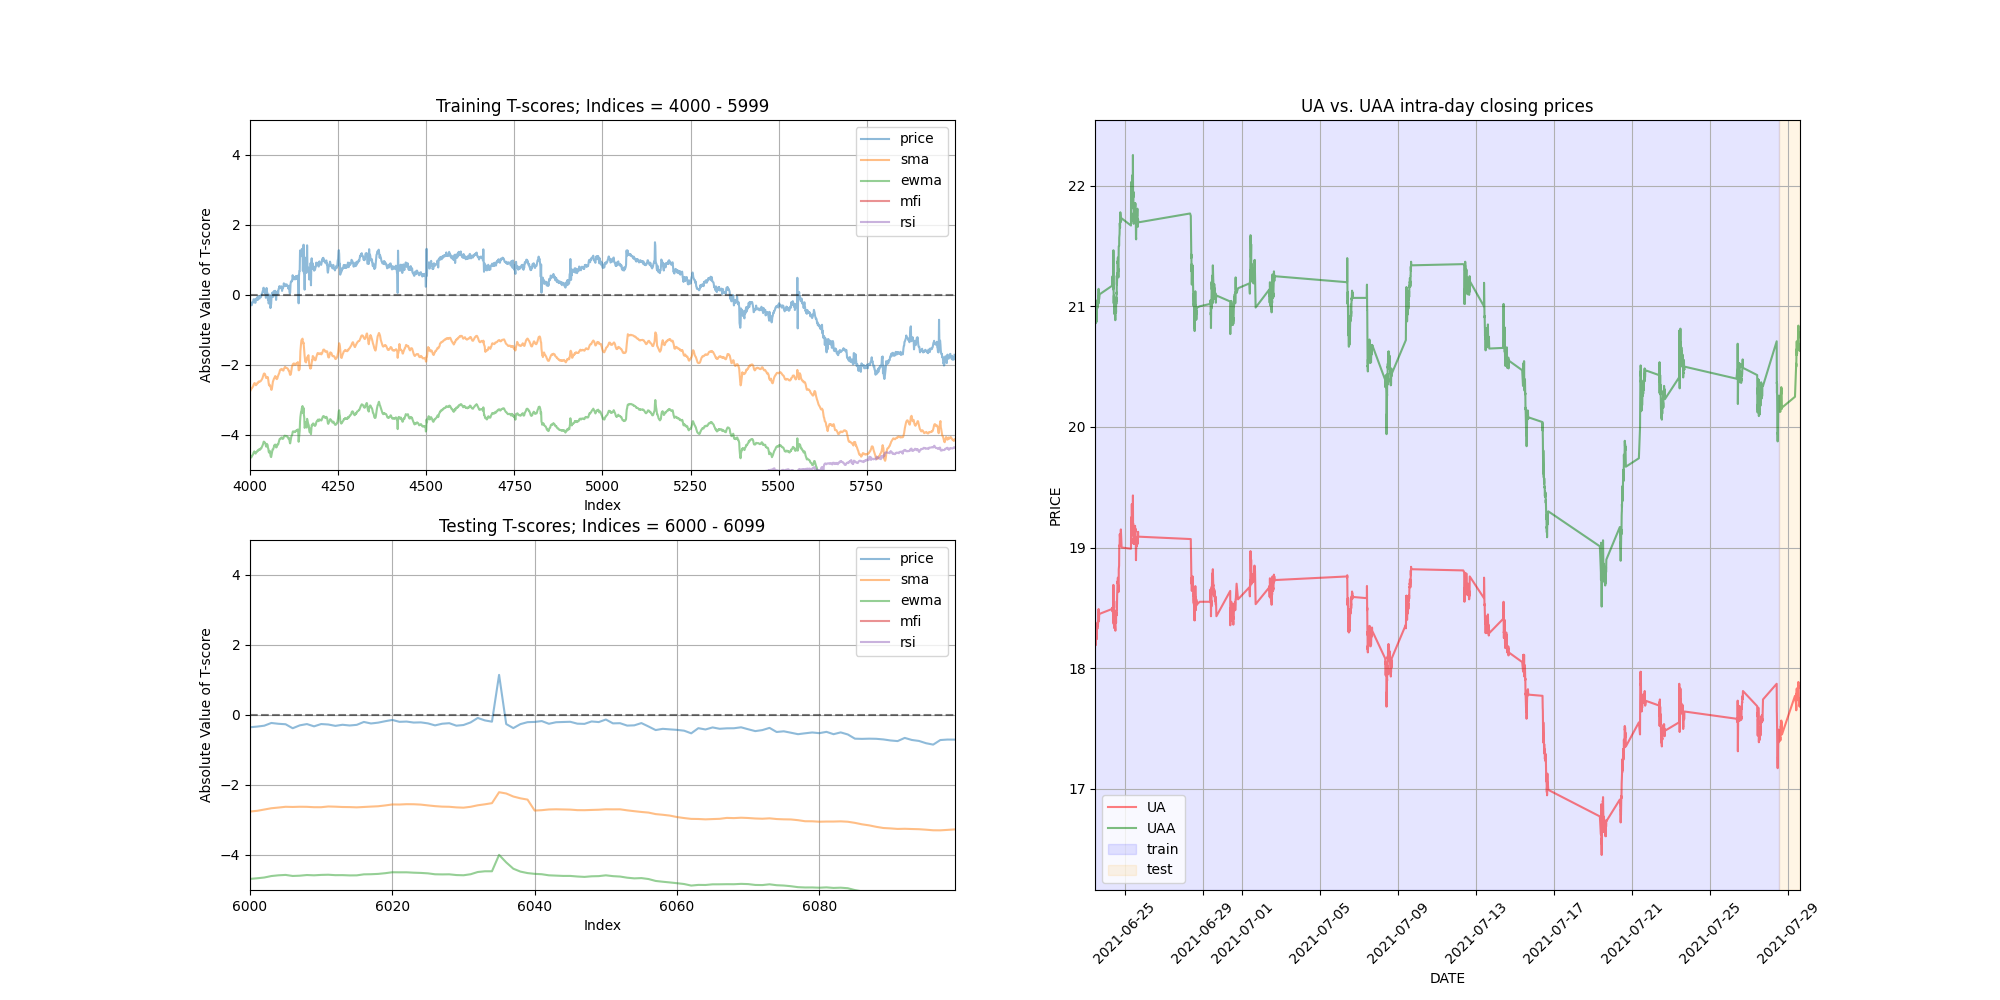 Training T-scores; Indices = 4000 - 5999
Absolute Value of T-score
4
2
0
−2
−4
price
sma
ewma
mfi
rsi
4000 4250 4500 4750 5000 5250 5500 5750
Index
Testing T-scores; Indices = 6000 - 6099
Absolute Value of T-score
4
2
0
−2
−4
price
sma
ewma
mfi
rsi
6000 6020 6040 6060 6080
Index
UA vs. UAA intra-day closing prices
PRICE
22
21
20
19
18
17
UA
UAA
train
test
2021-06-25 2021-06-29 2021-07-01 2021-07-05 2021-07-09 2021-07-13 2021-07-17 2021-07-21 2021-07-25 2021-07-29
DATE